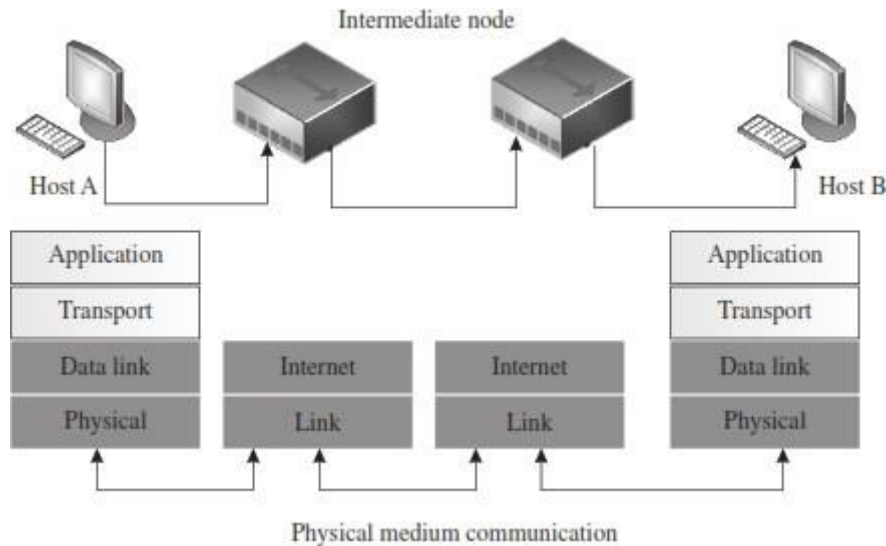 Intermediate node
Host A
Host B
Application
Application
Transport
Transport
Data link
Internet
Internet
Data link
Physical
Link
Link
Physical
Physical medium communication